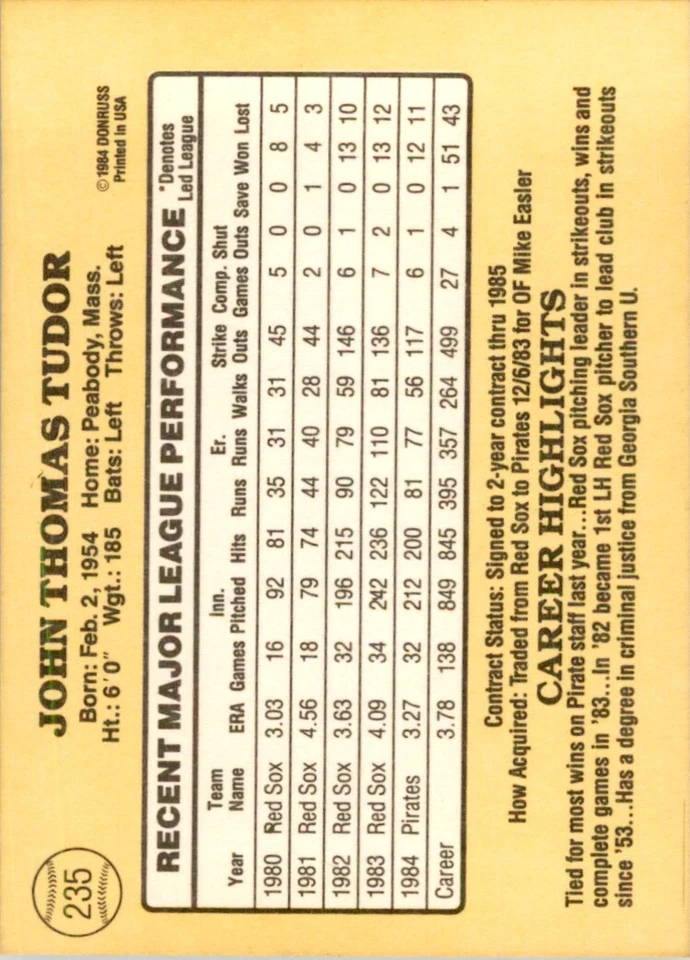 235
JOHN THOMAS TUDOR
© 1984 DONRUSS
Printed in USA
Born: Feb. 2, 1954 Home: Peabody, Mass.
Ht.: 6'0" Wgt.: 185 Bats: Left Throws: Left
RECENT MAJOR LEAGUE PERFORMANCE *Denotes Led League
Year Team Name ERA Games Inn. Pitched Hits Runs Er. Runs Walks Strike Outs Comp. Games Shut Outs Save Won Lost
1980 Red Sox 3.03 16 92 81 35 31 31 45 5 0 0 8 5
1981 Red Sox 4.56 18 79 74 44 40 28 44 2 0 1 4 3
1982 Red Sox 3.63 32 196 215 90 79 59 146 6 1 0 13 10
1983 Red Sox 4.09 34 242 236 122 110 81 136 7 2 0 13 12
1984 Pirates 3.27 32 212 200 81 77 56 117 6 1 0 12 11
Career 3.78 138 849 845 395 357 264 499 27 4 1 51 43
Contract Status: Signed to 2-year contract thru 1985
How Acquired: Traded from Red Sox to Pirates 12/6/83 for OF Mike Easler
CAREER HIGHLIGHTS
Tied for most wins on Pirate staff last year...Red Sox pitching leader in strikeouts, wins and
complete games in '83...In '82 became 1st LH Red Sox pitcher to lead club in strikeouts
since '53...Has a degree in criminal justice from Georgia Southern U.